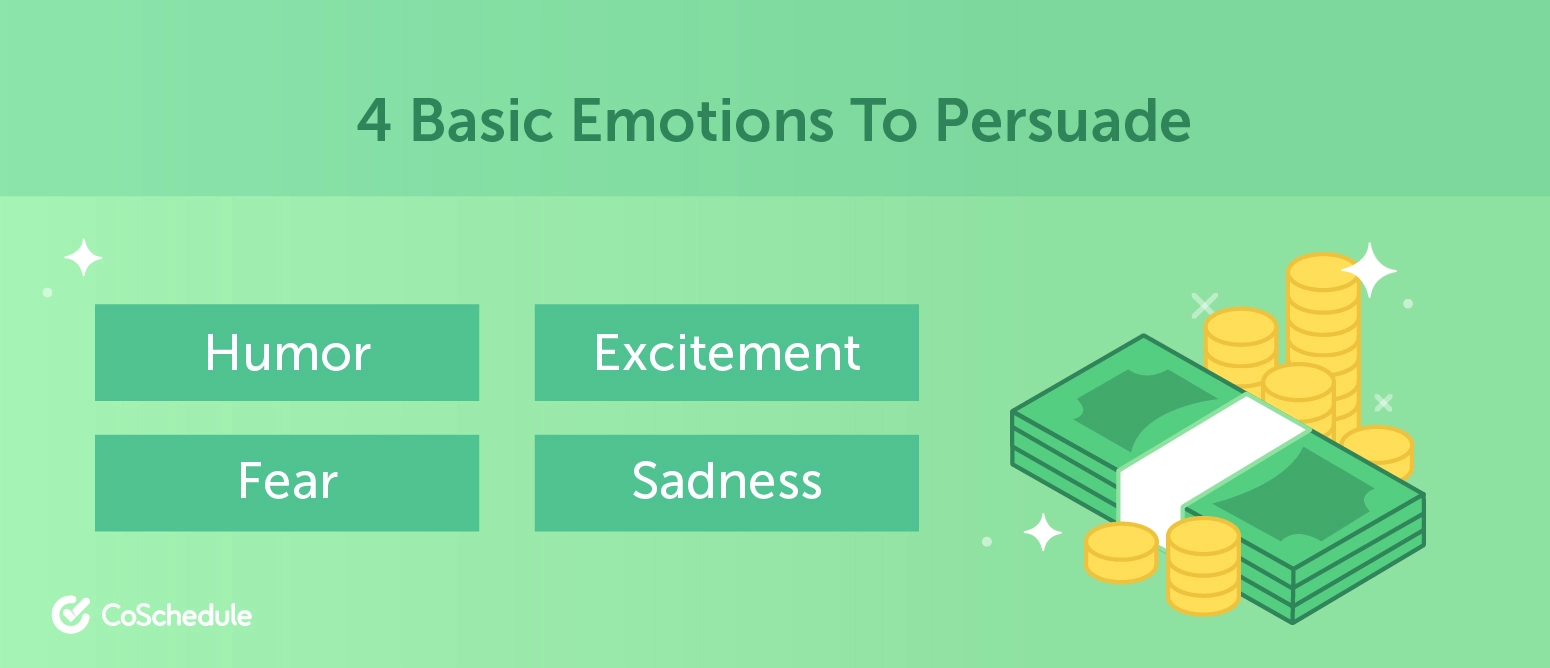 4 Basic Emotions To Persuade
Humor
Excitement
Fear
Sadness
CoSchedule